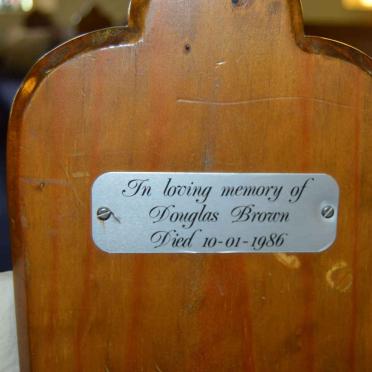 In loving memory of
Douglas Brown
Died 10-01-1986